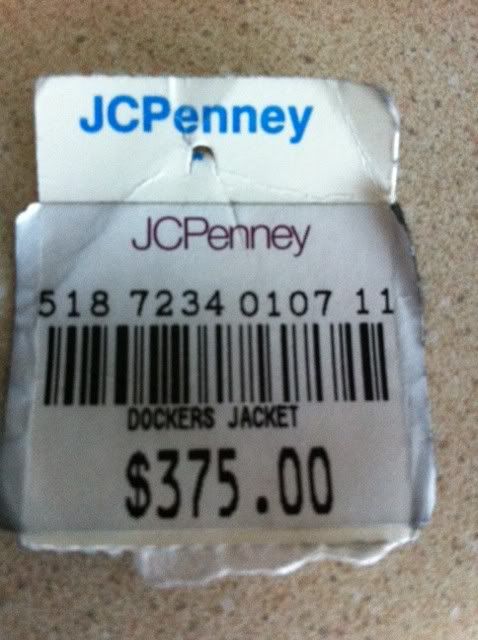 JCPenney
JCPenney
518 7234 0107 11
DOCKERS JACKET
$375.00